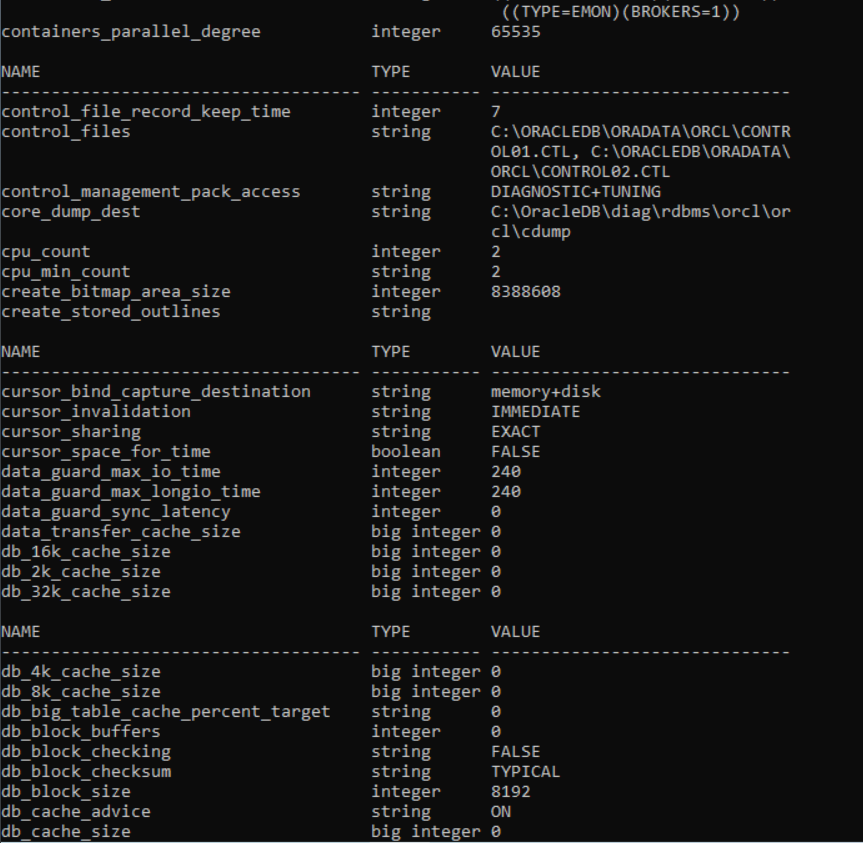 ((TYPE=EMON)(BROKERS=1))
containers_parallel_degree           integer     65535

NAME                                 TYPE        VALUE
------------------------------------ ----------- ------------------------------
control_file_record_keep_time        integer     7
control_files                        string      C:\ORACLEDB\ORADATA\ORCL\CONTR
                                                 OL01.CTL, C:\ORACLEDB\ORADATA\
                                                 ORCL\CONTROL02.CTL
control_management_pack_access       string      DIAGNOSTIC+TUNING
core_dump_dest                       string      C:\OracleDB\diag\rdbms\orcl\or
                                                 cl\cdump
cpu_count                            integer     2
cpu_min_count                        string      2
create_bitmap_area_size              integer     8388608
create_stored_outlines               string

NAME                                 TYPE        VALUE
------------------------------------ ----------- ------------------------------
cursor_bind_capture_destination      string      memory+disk
cursor_invalidation                  string      IMMEDIATE
cursor_sharing                       string      EXACT
cursor_space_for_time                boolean     FALSE
data_guard_max_io_time               integer     240
data_guard_max_longio_time           integer     240
data_guard_sync_latency              integer     0
data_transfer_cache_size             big integer 0
db_16k_cache_size                    big integer 0
db_2k_cache_size                     big integer 0
db_32k_cache_size                    big integer 0

NAME                                 TYPE        VALUE
------------------------------------ ----------- ------------------------------
db_4k_cache_size                     big integer 0
db_8k_cache_size                     big integer 0
db_big_table_cache_percent_target    string      0
db_block_buffers                     integer     0
db_block_checking                    string      FALSE
db_block_checksum                    string      TYPICAL
db_block_size                        integer     8192
db_cache_advice                      string      ON
db_cache_size                        big integer 0